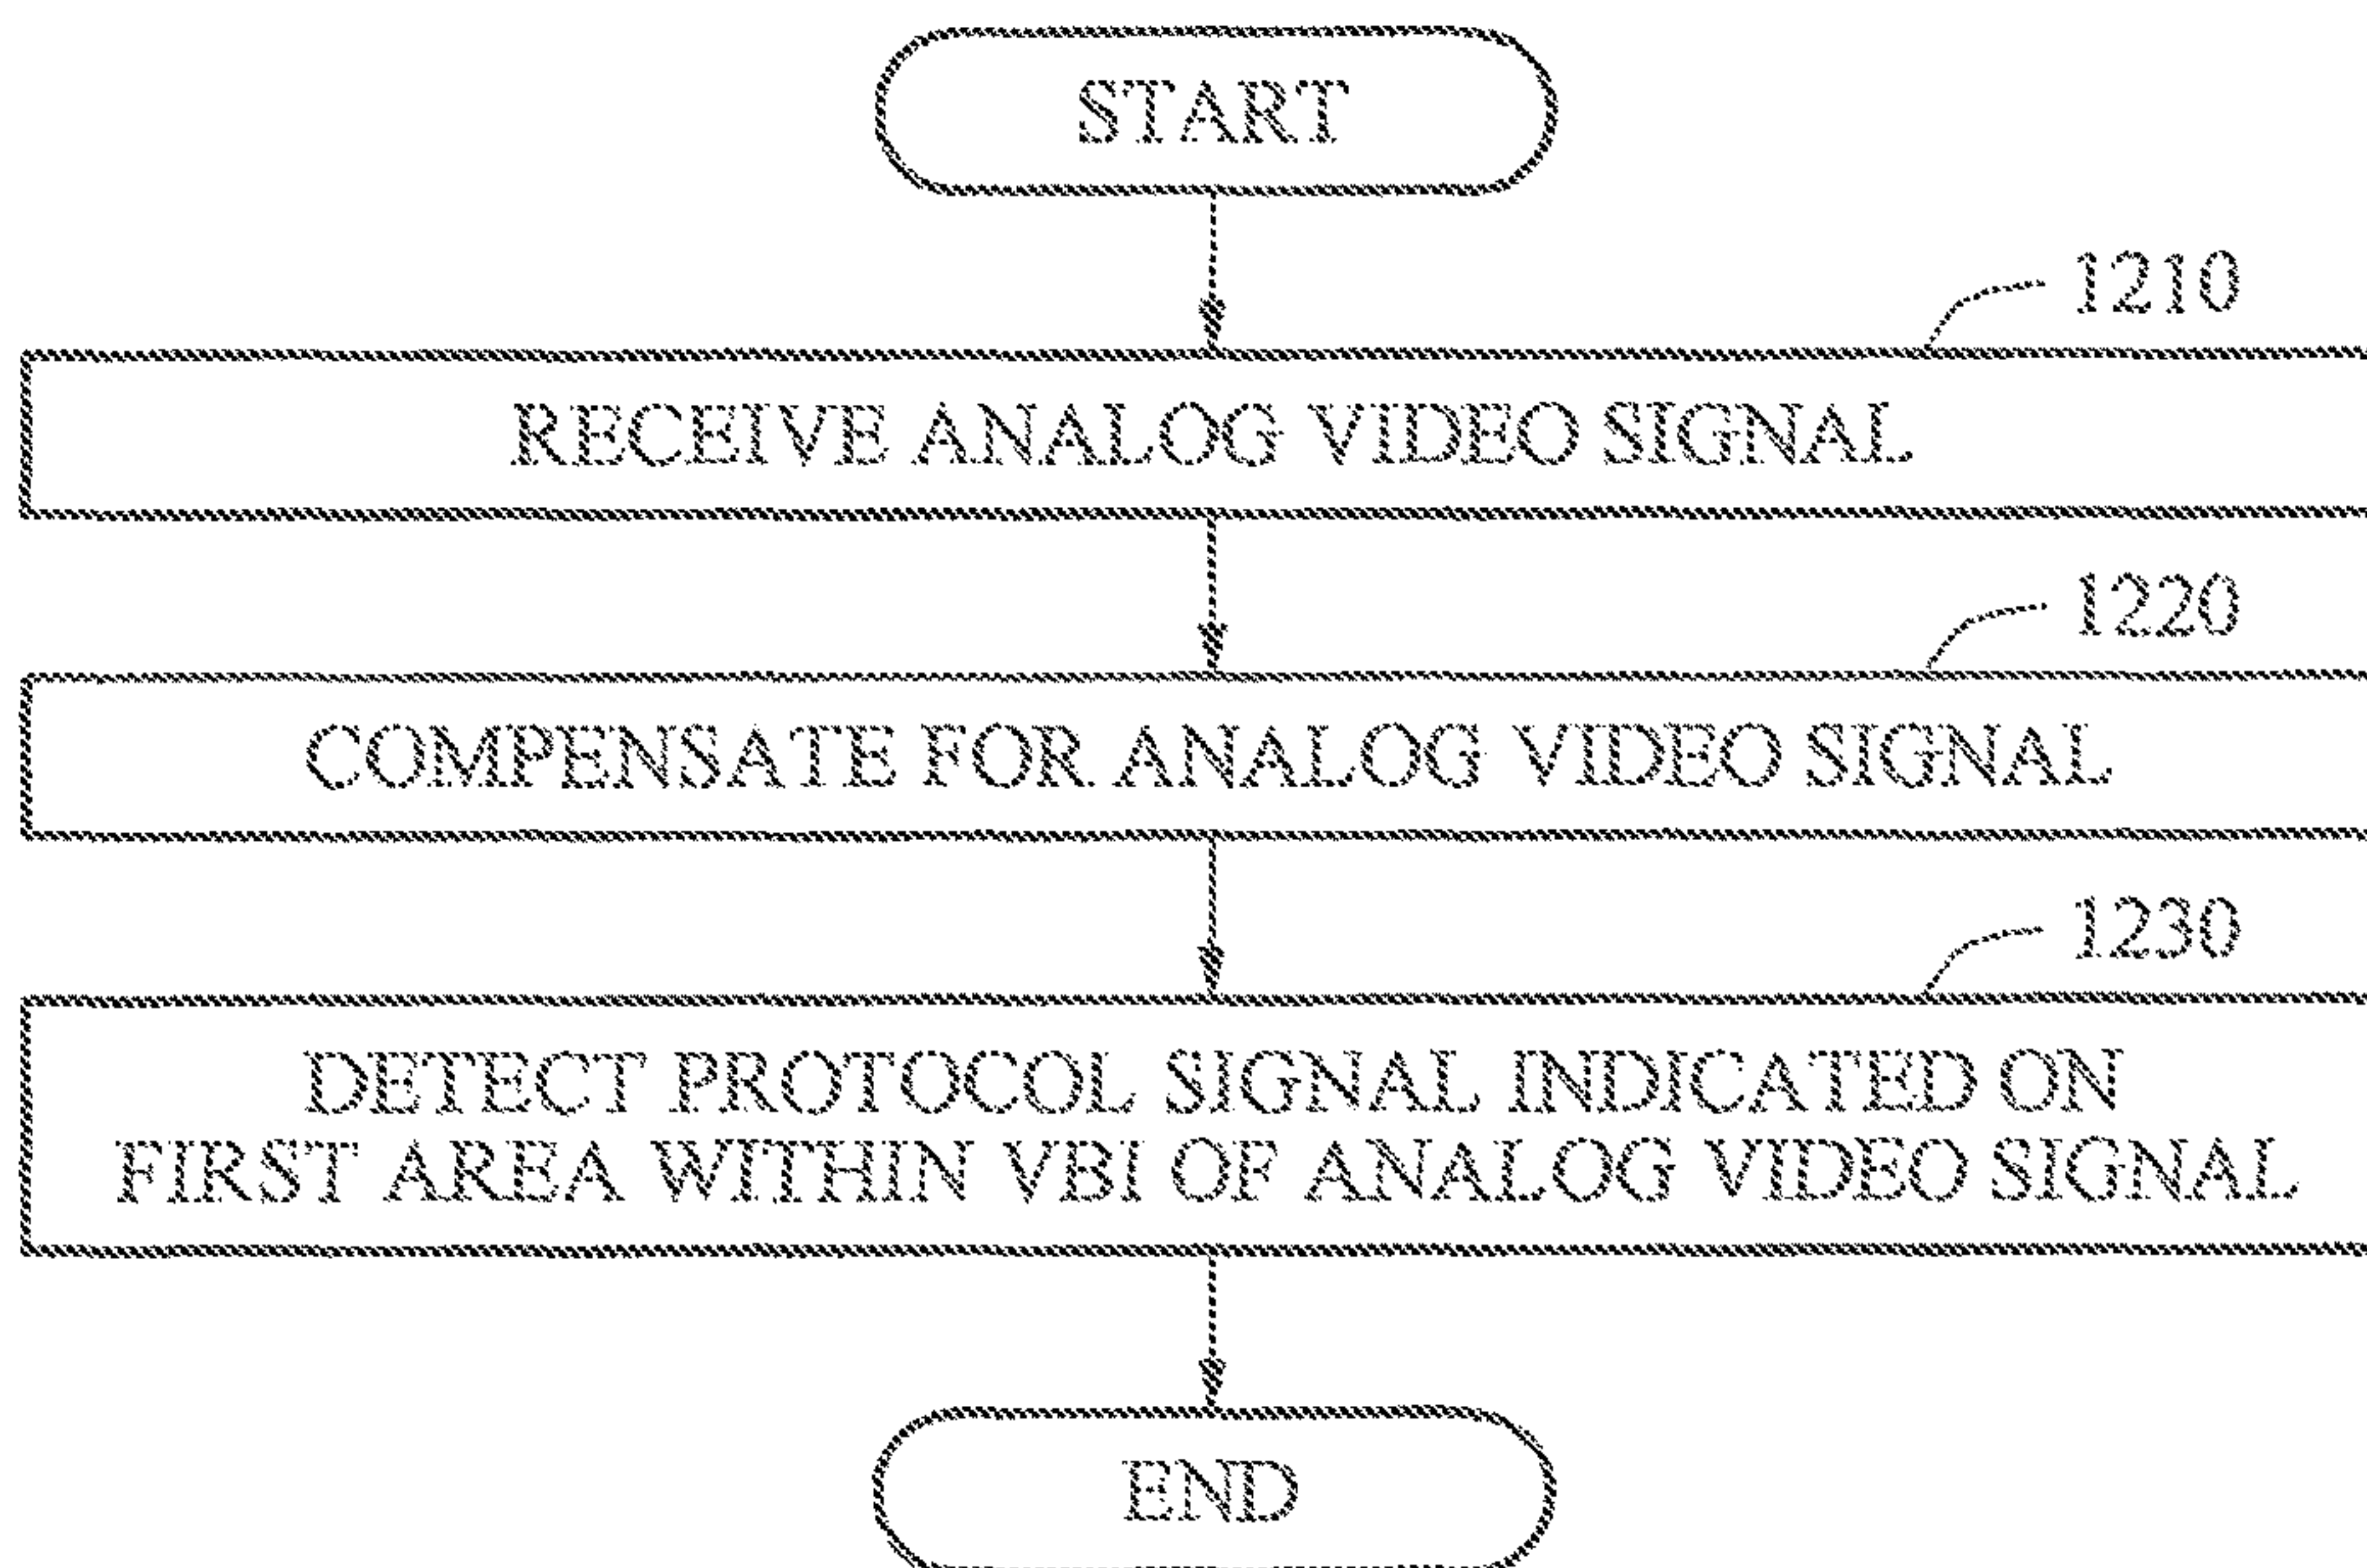 START
1210
RECEIVE ANALOG VIDEO SIGNAL
1220
COMPENSATE FOR ANALOG VIDEO SIGNAL
1230
DETECT PROTOCOL SIGNAL INDICATED ON
FIRST AREA WITHIN VBI OF ANALOG VIDEO SIGNAL
END